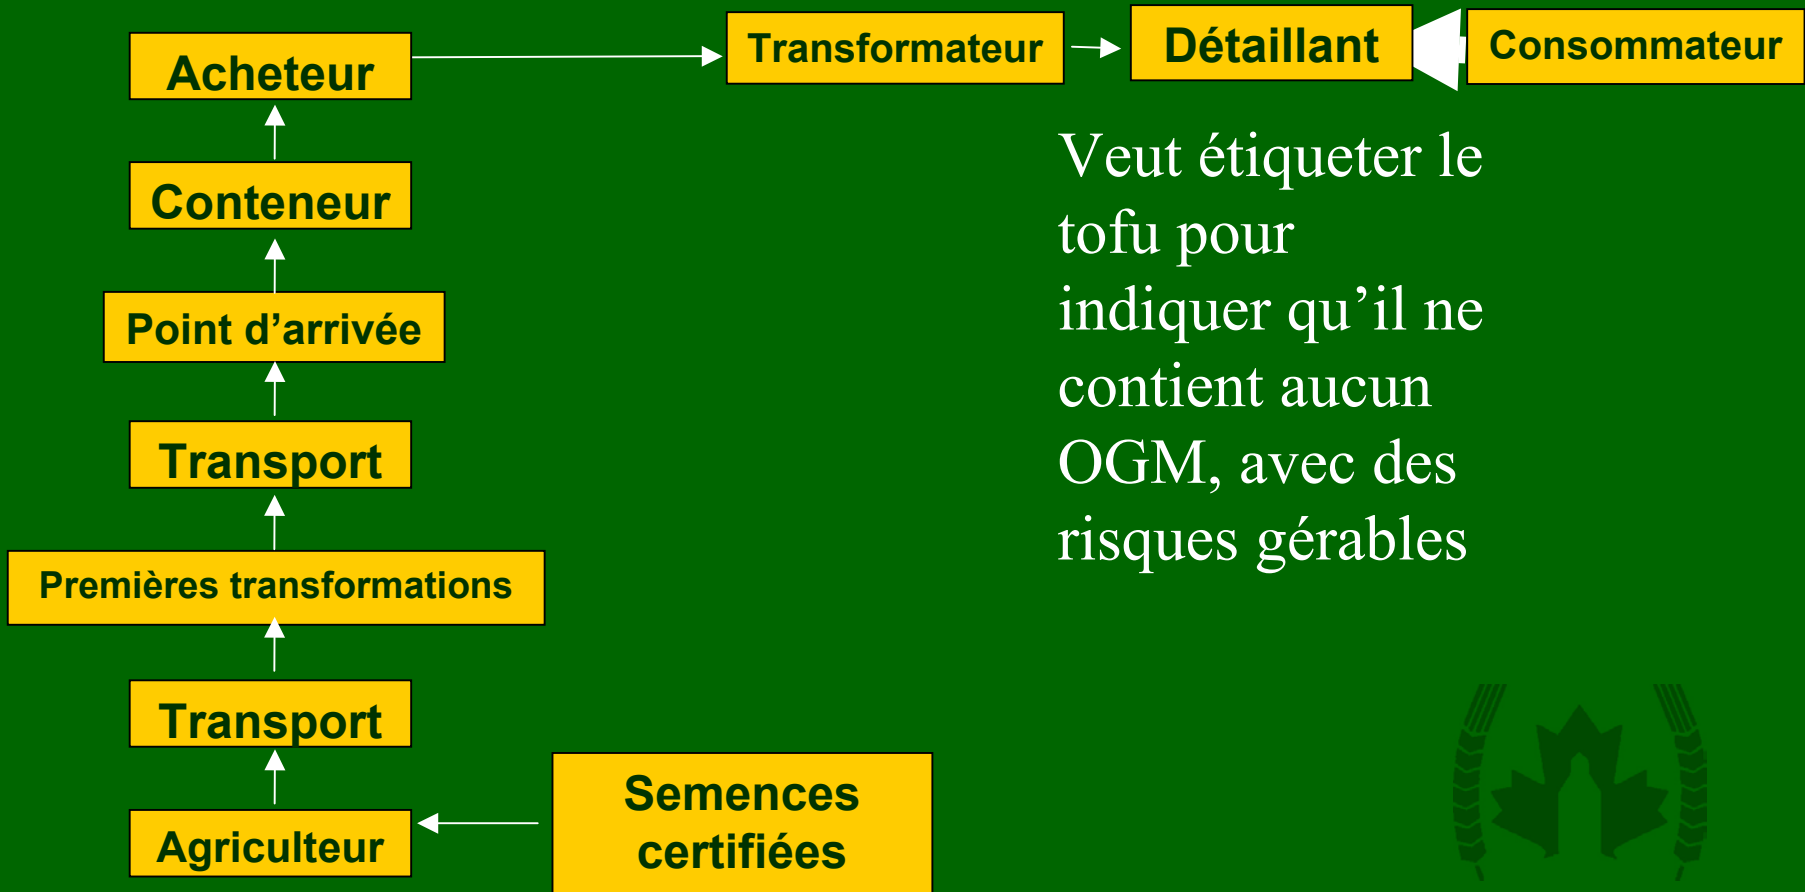 Acheteur
Transformateur
Détaillant
Consommateur
Conteneur
Point d’arrivée
Transport
Premières transformations
Transport
Agriculteur
Semences
certifiées
Veut étiqueter le
tofu pour
indiquer qu’il ne
contient aucun
OGM, avec des
risques gérables